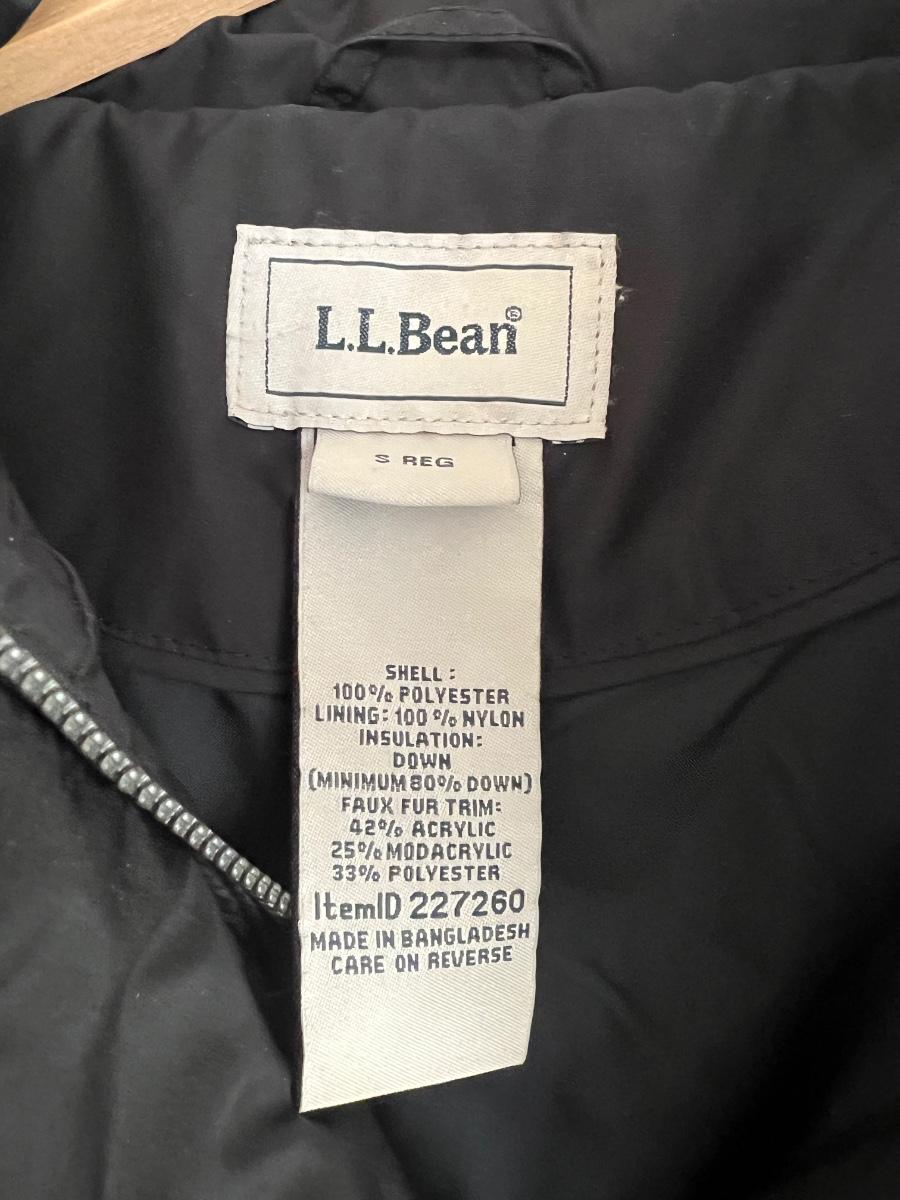 L.L.Bean®
S REG
SHELL :
100% POLYESTER
LINING: 100 % NYLON
INSULATION:
DOWN
(MINIMUM 80% DOWN)
FAUX FUR TRIM:
42% ACRYLIC
25% MODACRYLIC
33% POLYESTER
ItemID 227260
MADE IN BANGLADESH
CARE ON REVERSE